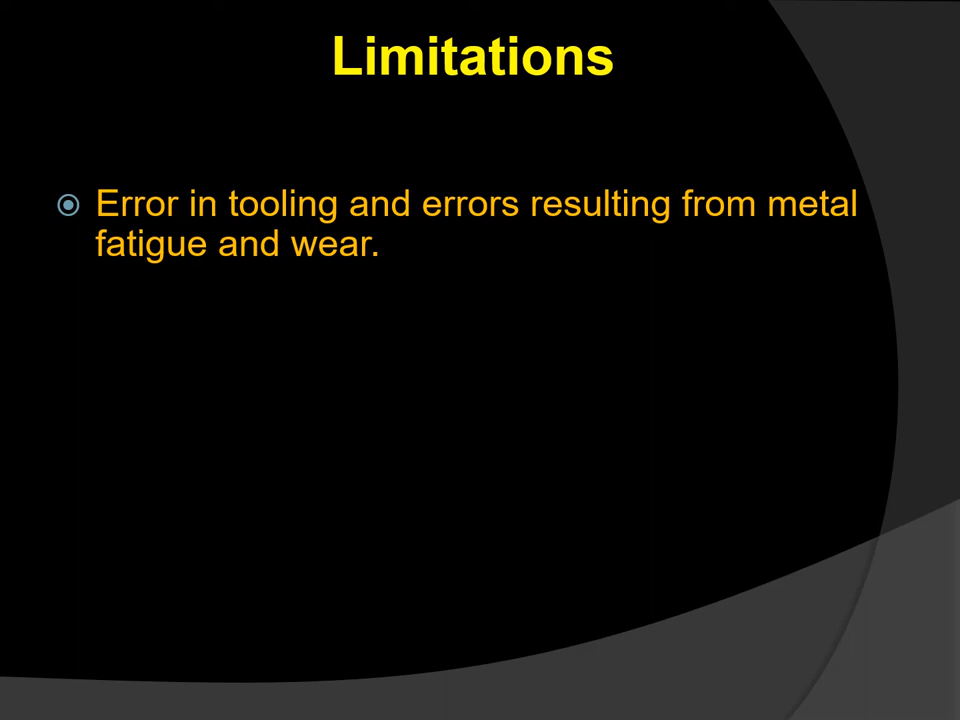 Limitations
Error in tooling and errors resulting from metal
fatigue and wear.